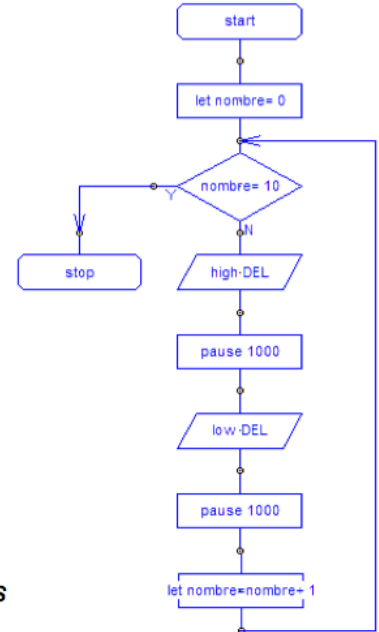 start
let nombre= 0
nombre= 10
Y
N
stop
high-DEL
pause 1000
low-DEL
pause 1000
let nombre=nombre+ 1
s